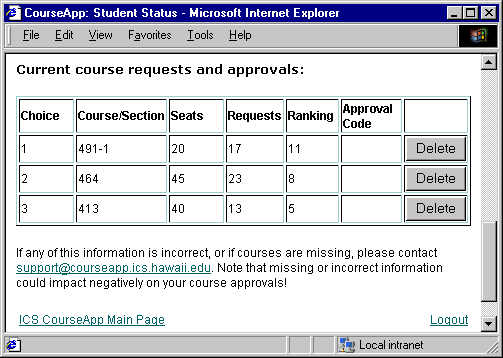 CourseApp: Student Status - Microsoft Internet Explorer
File Edit View Favorites Tools Help
Current course requests and approvals:
Choice Course/Section Seats Requests Ranking Approval Code
1 491-1 20 17 11 Delete
2 464 45 23 8 Delete
3 413 40 13 5 Delete
If any of this information is incorrect, or if courses are missing, please contact
support@courseapp.ics.hawaii.edu. Note that missing or incorrect information
could impact negatively on your course approvals!
ICS CourseApp Main Page Logout
Local intranet